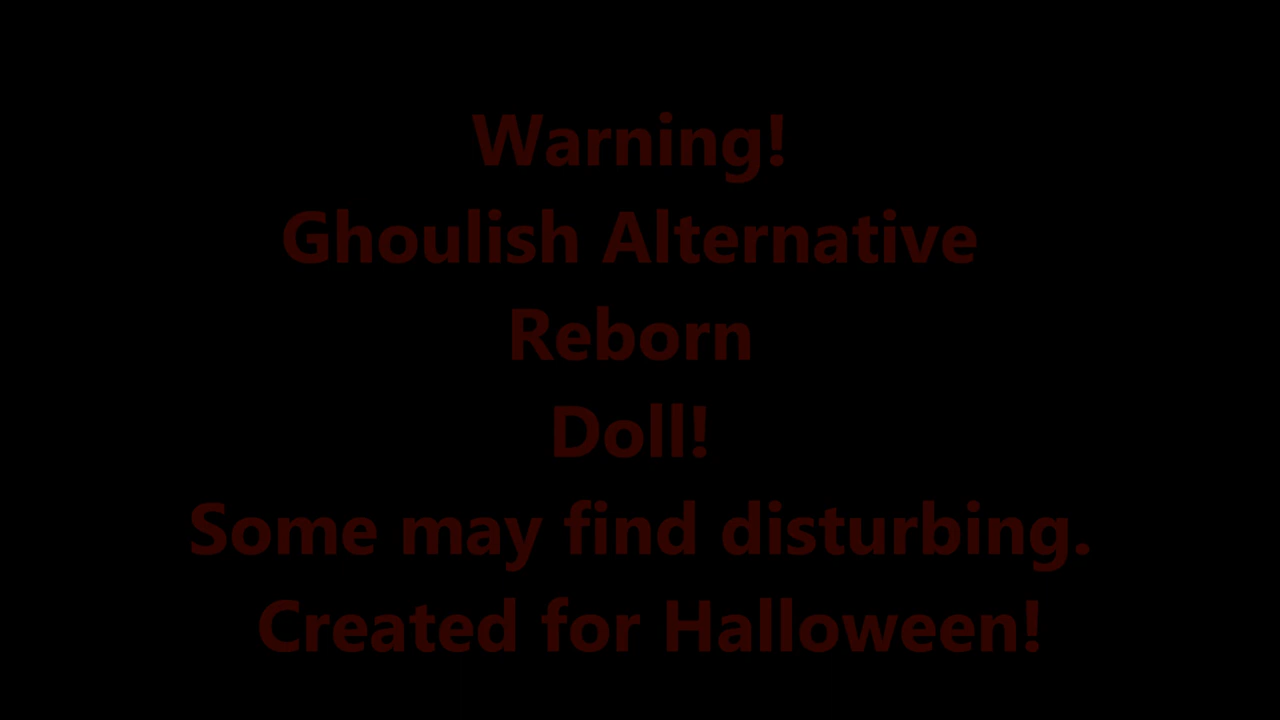 Warning!
Ghoulish Alternative
Reborn
Doll!
Some may find disturbing.
Created for Halloween!